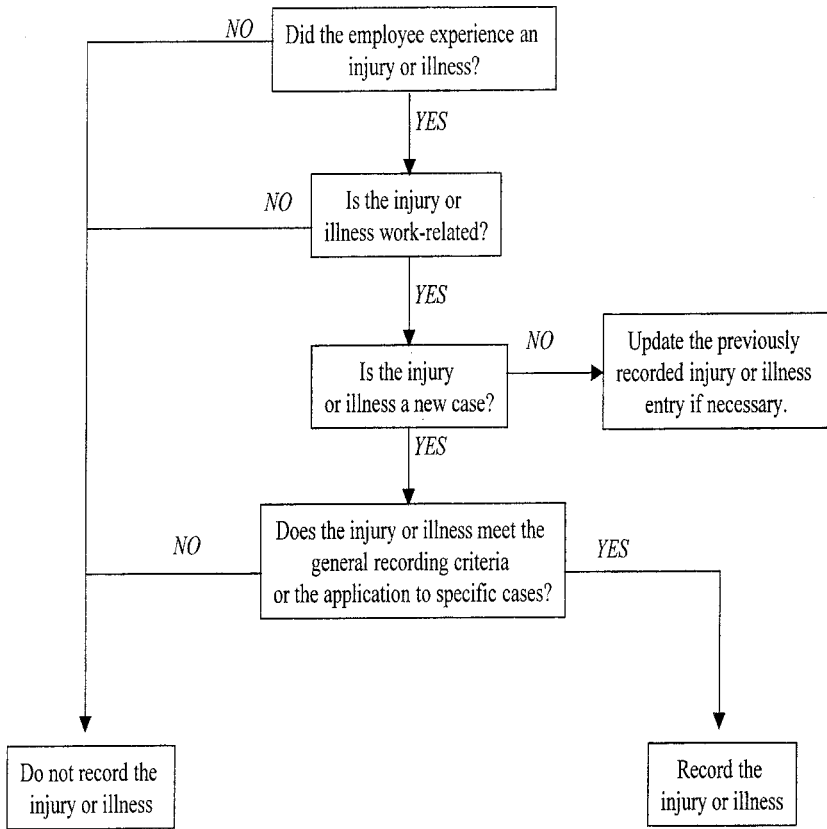 NO
Did the employee experience an
injury or illness?
YES
NO
Is the injury or
illness work-related?
YES
Is the injury
or illness a new case?
NO
Update the previously
recorded injury or illness
entry if necessary.
YES
NO
Does the injury or illness meet the
general recording criteria
or the application to specific cases?
YES
Do not record the
injury or illness
Record the
injury or illness